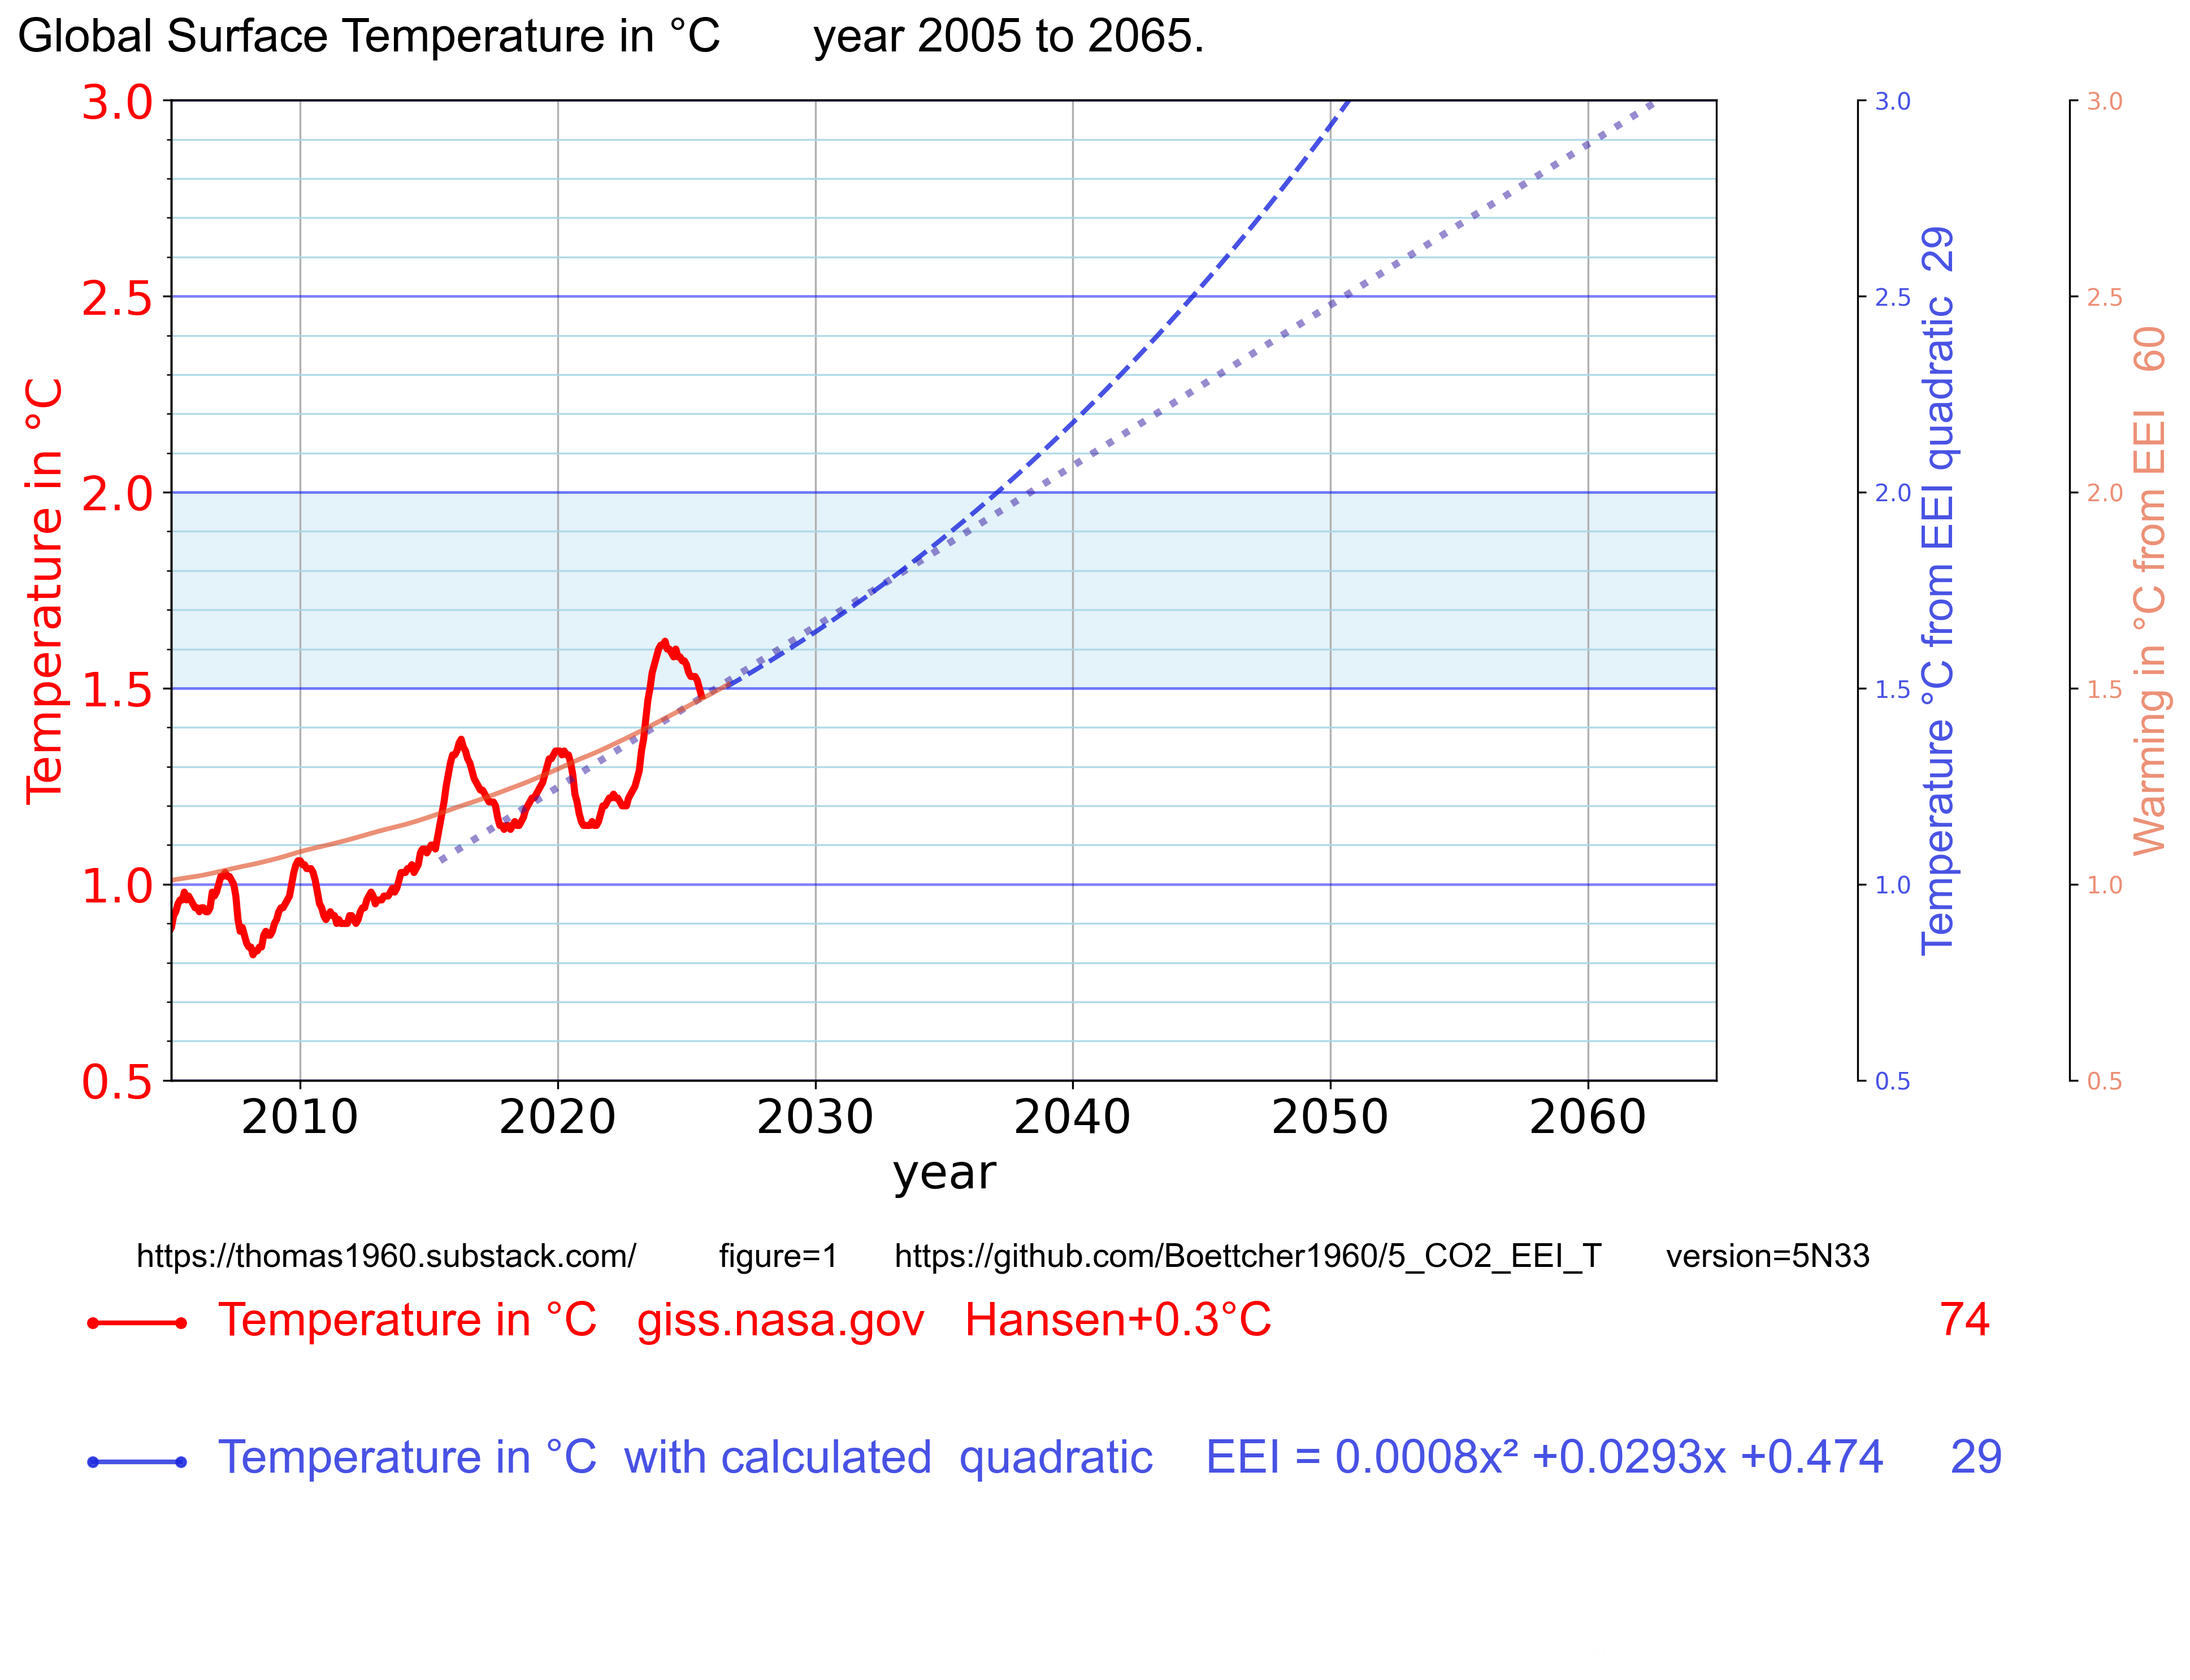 Global Surface Temperature in °C year 2005 to 2065.
Temperature in °C
3.0
2.5
2.0
1.5
1.0
0.5
2010 2020 2030 2040 2050 2060
year
3.0
2.5
2.0
1.5
1.0
0.5
Temperature °C from EEI quadratic 29
3.0
2.5
2.0
1.5
1.0
0.5
Warming in °C from EEI 60
https://thomas1960.substack.com/ figure=1 https://github.com/Boettcher1960/5_CO2_EEI_T version=5N33
Temperature in °C giss.nasa.gov Hansen+0.3°C 74
Temperature in °C with calculated quadratic EEI = 0.0008x² +0.0293x +0.474 29